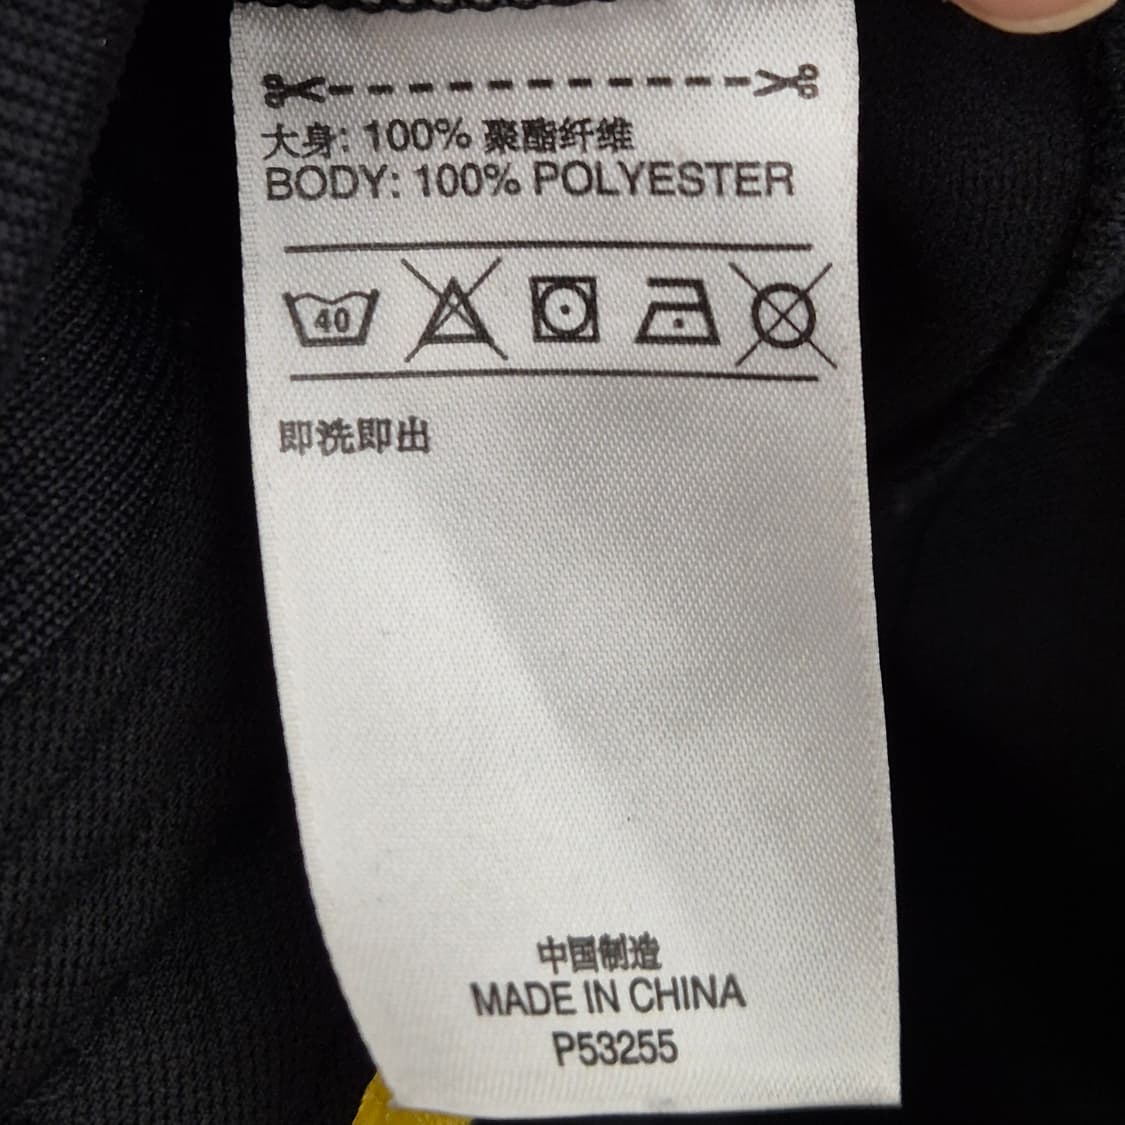 大身: 100% 聚酯纤维
BODY: 100% POLYESTER
40
即洗即出
中国制造
MADE IN CHINA
P53255